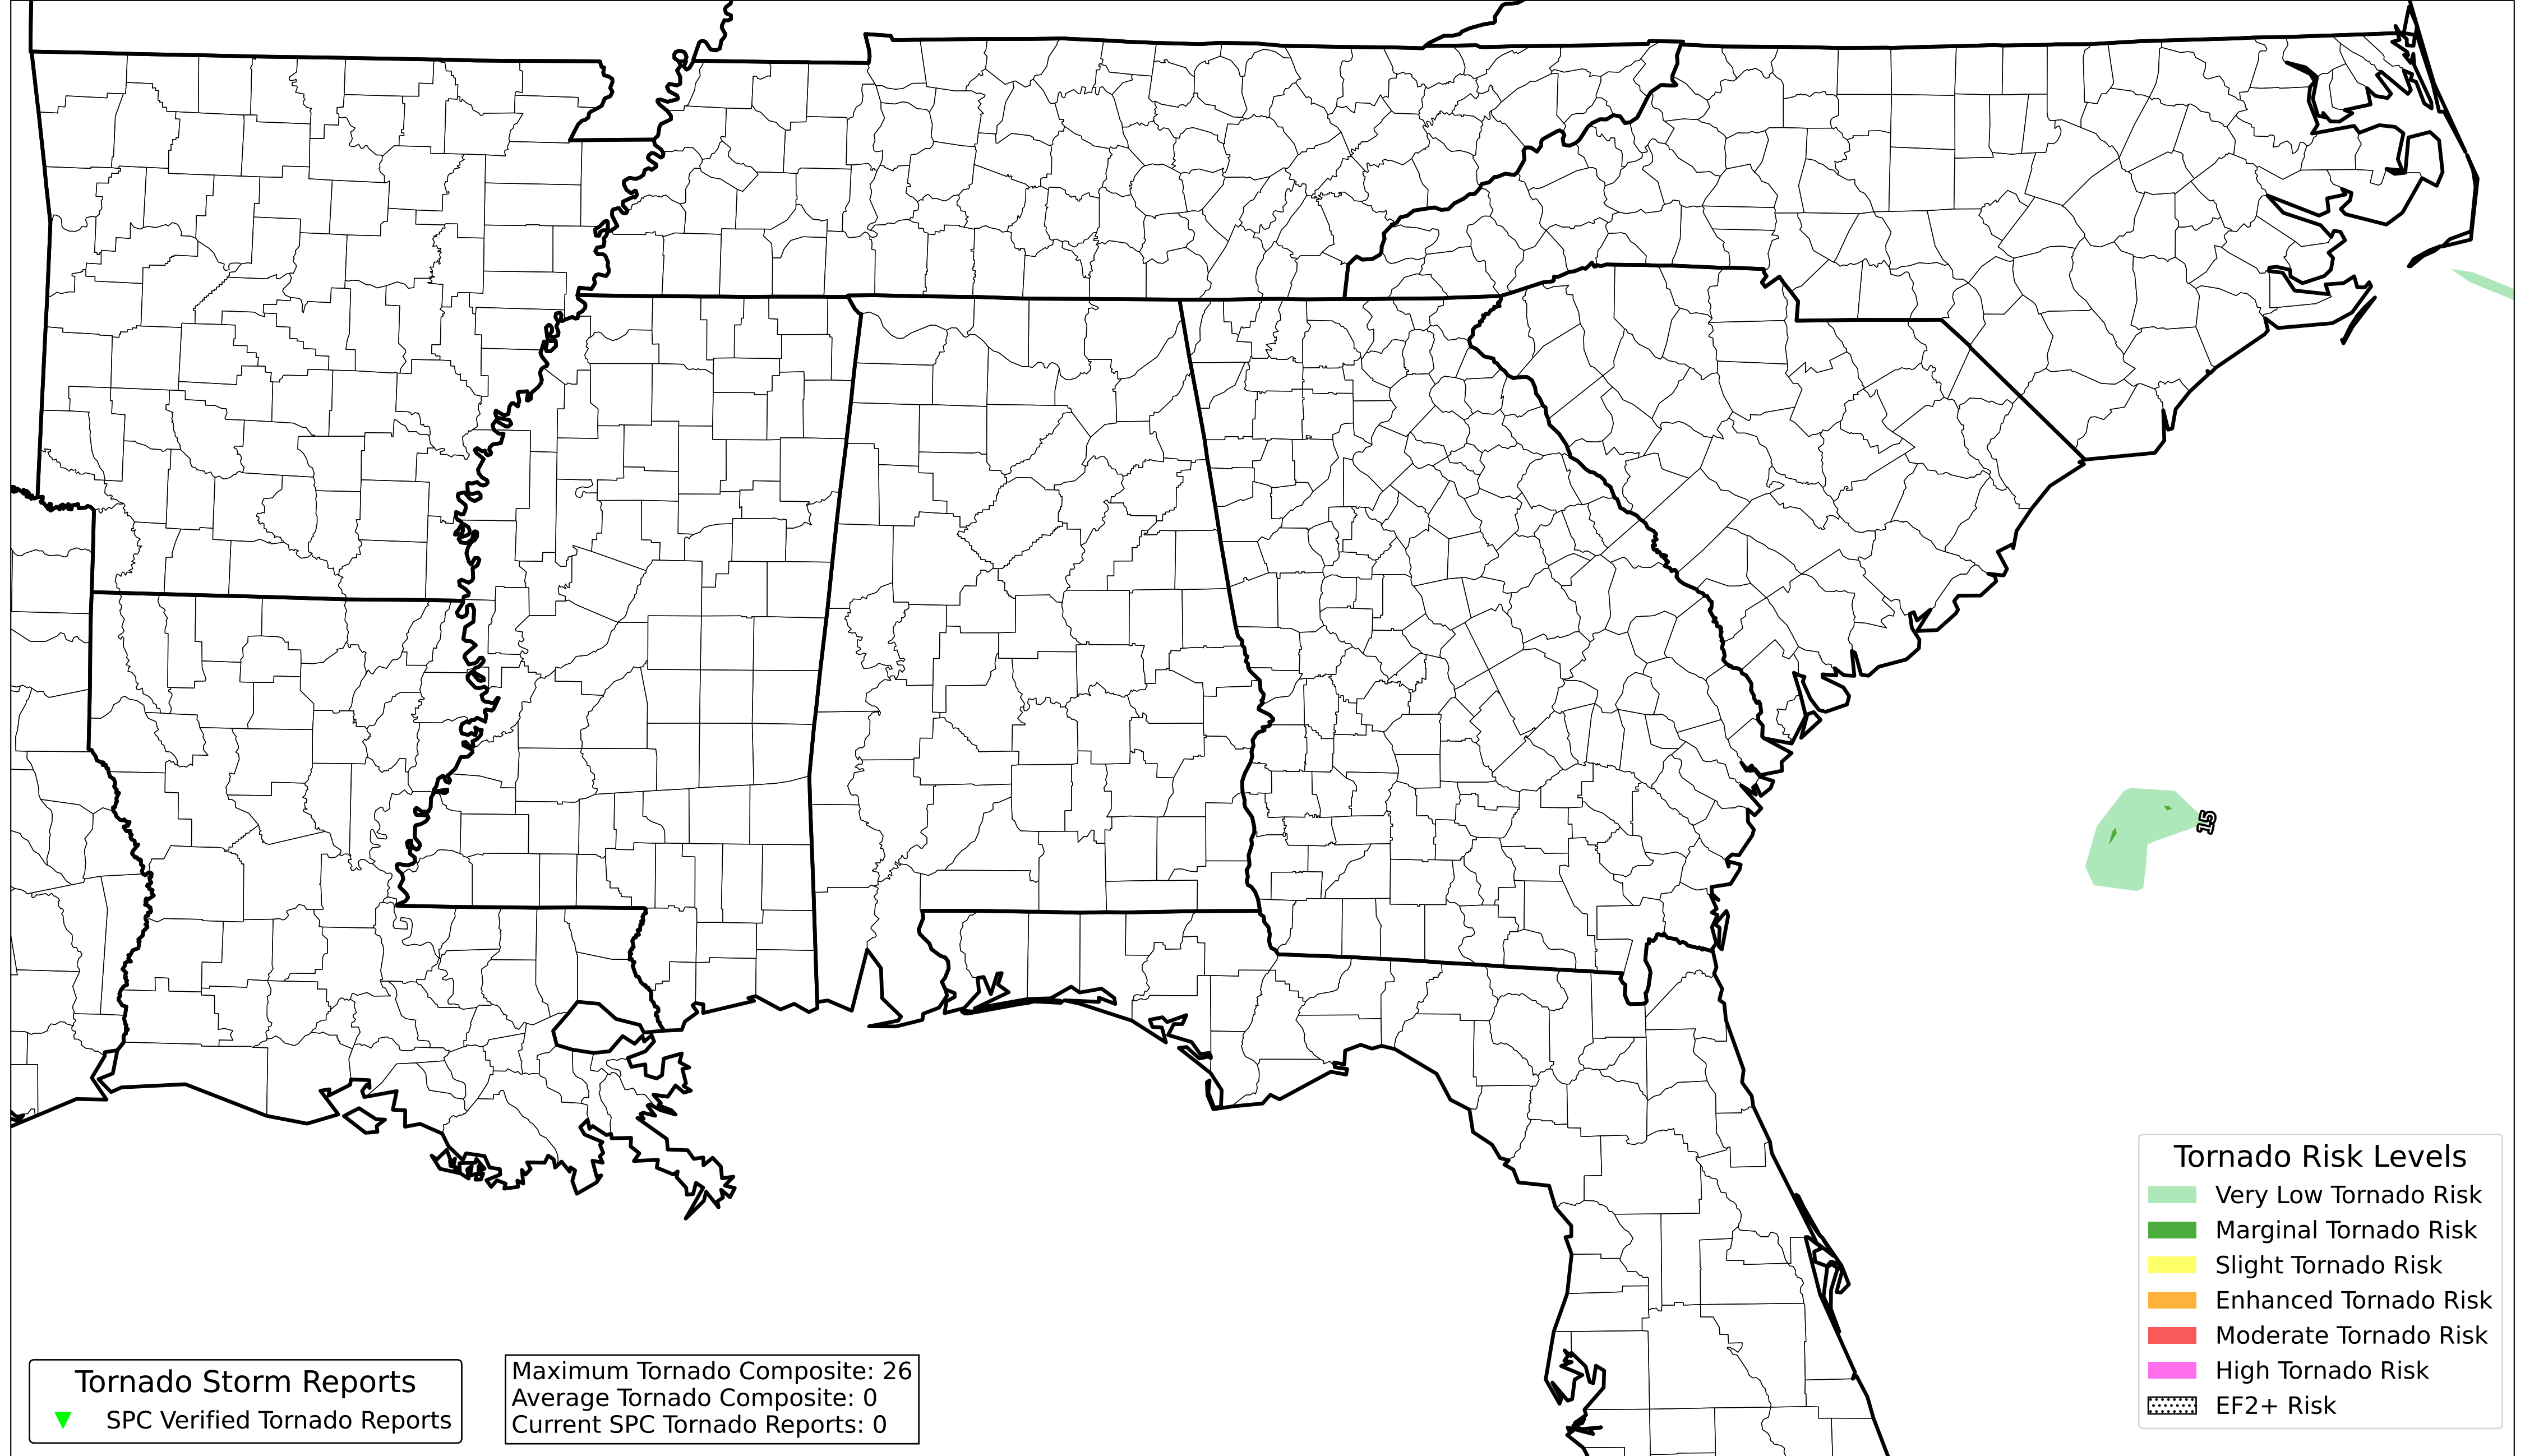 15
Tornado Risk Levels
Very Low Tornado Risk
Marginal Tornado Risk
Slight Tornado Risk
Enhanced Tornado Risk
Moderate Tornado Risk
High Tornado Risk
EF2+ Risk
Tornado Storm Reports
SPC Verified Tornado Reports
Maximum Tornado Composite: 26
Average Tornado Composite: 0
Current SPC Tornado Reports: 0